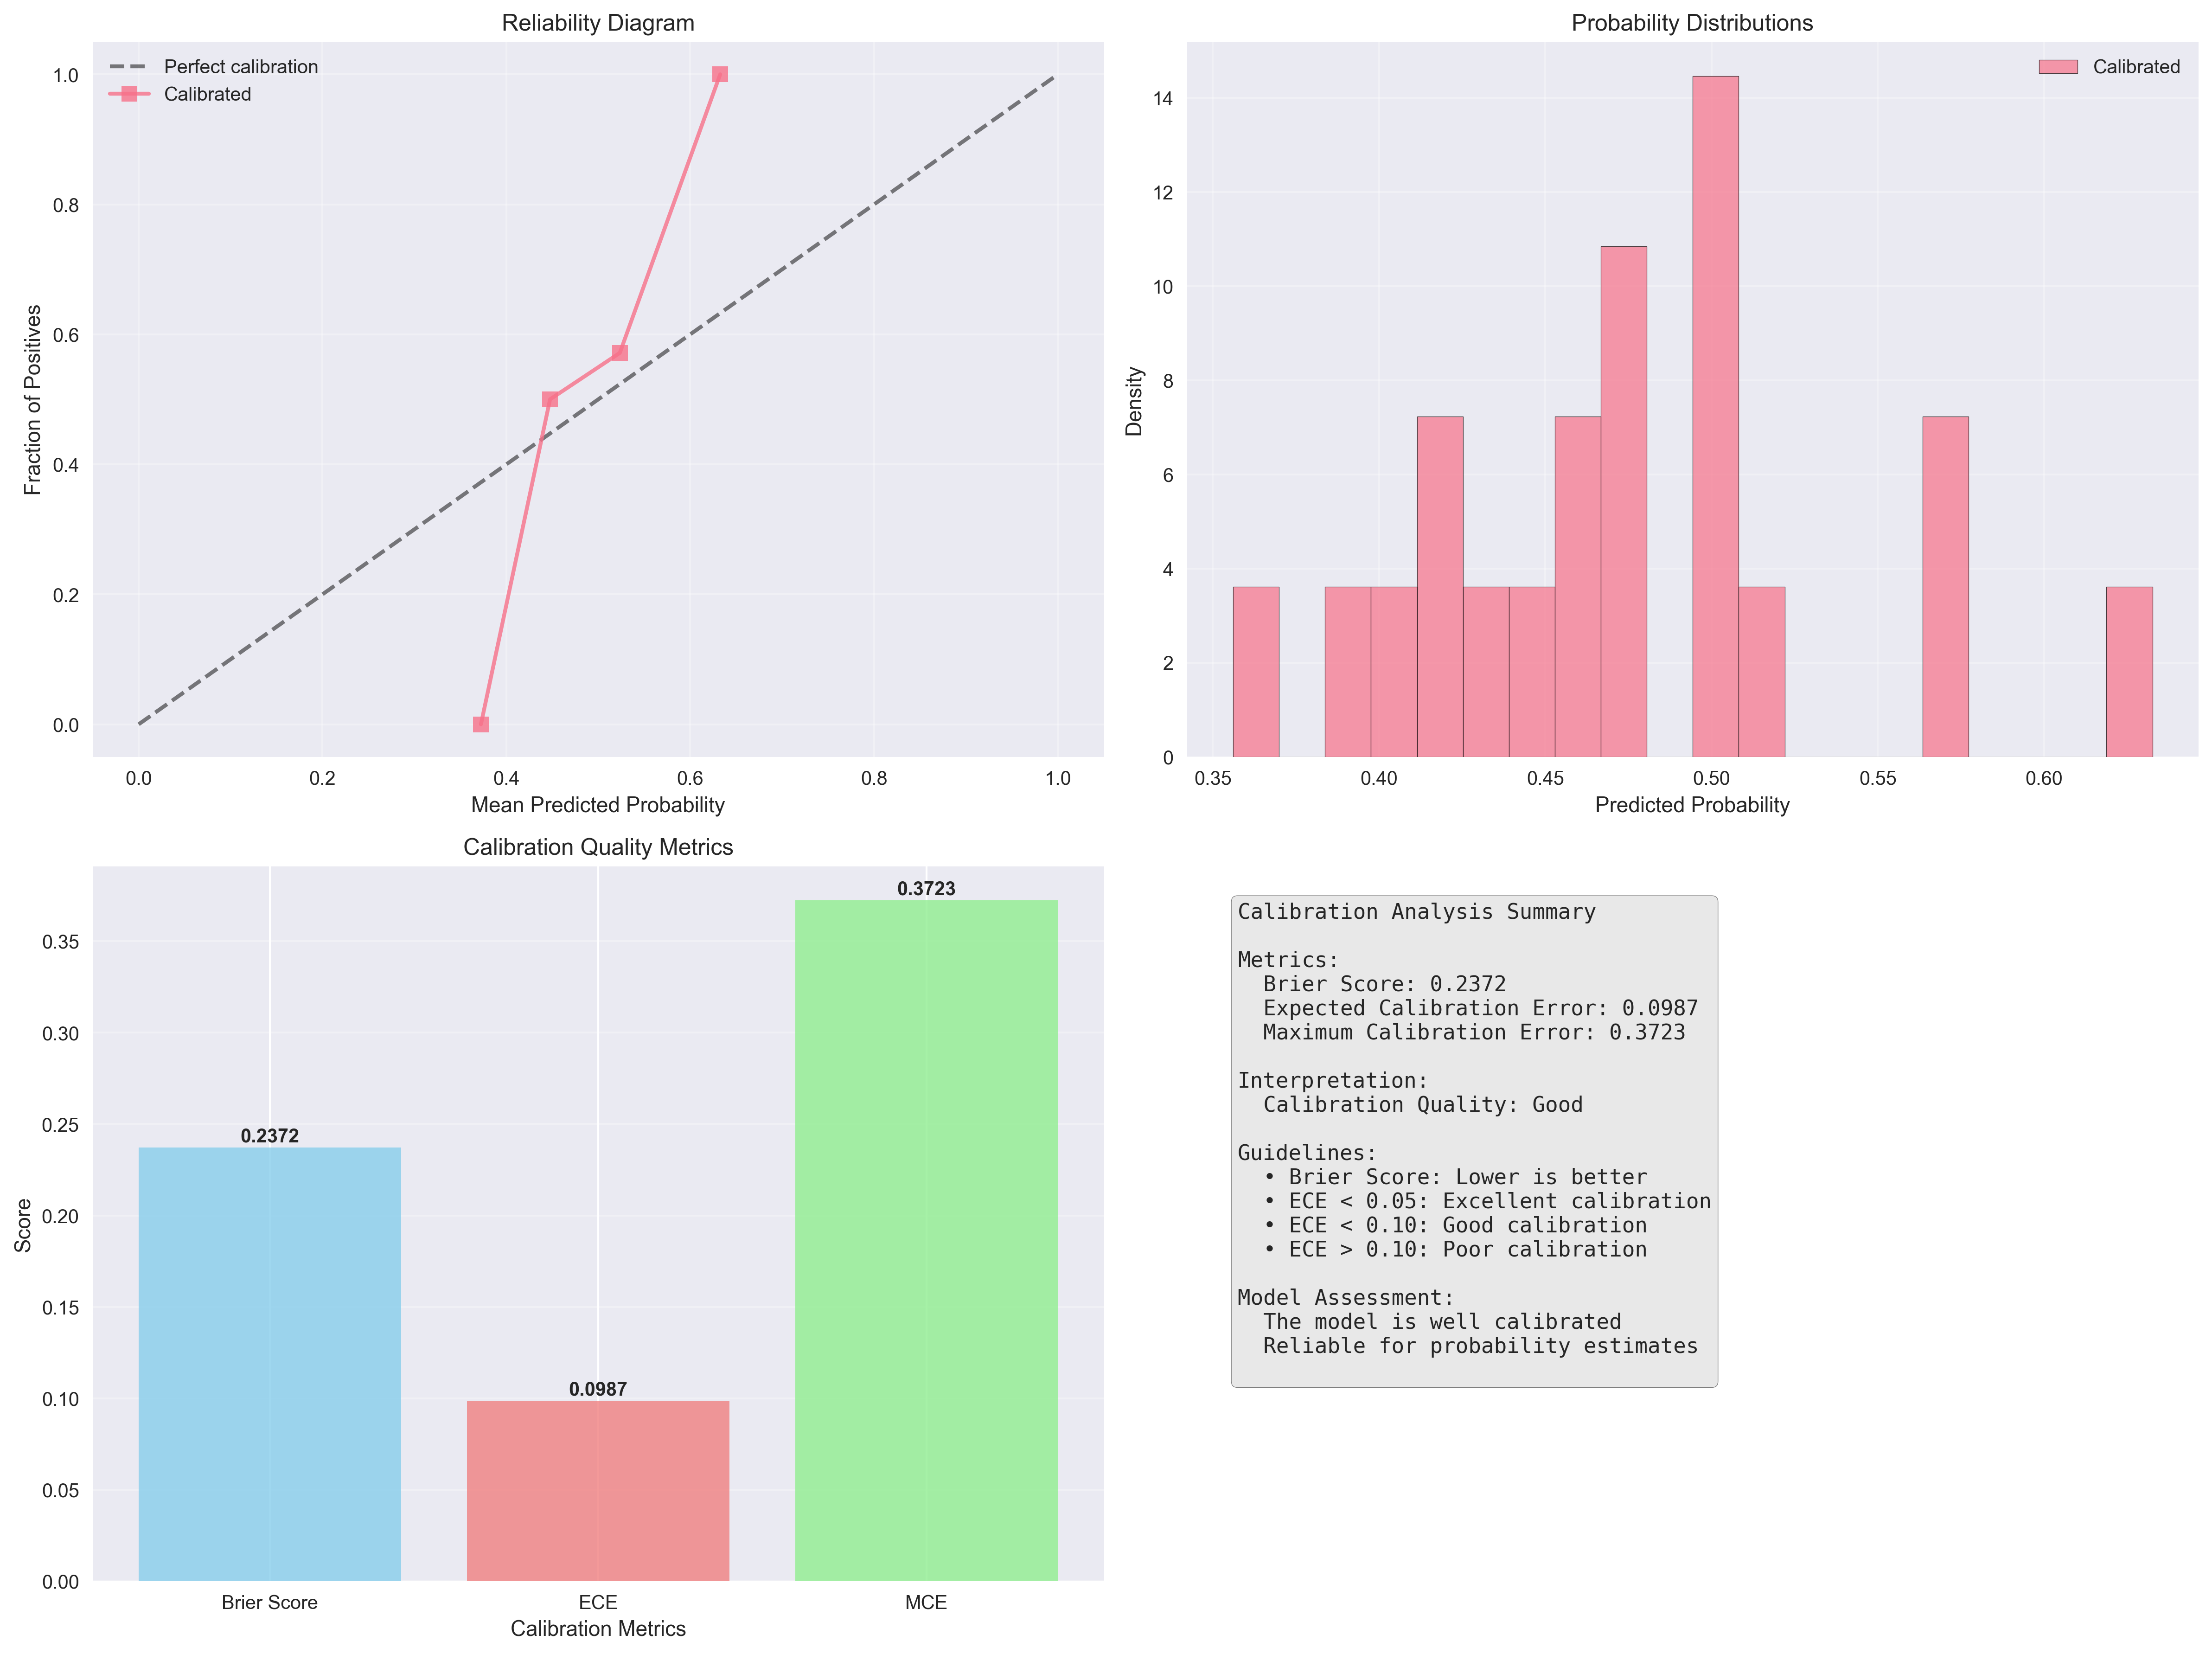 Reliability Diagram
Perfect calibration
Calibrated
1.0
0.8
0.6
0.4
0.2
0.0
Fraction of Positives
0.0 0.2 0.4 0.6 0.8 1.0
Mean Predicted Probability
Probability Distributions
Calibrated
14
12
10
8
6
4
2
0
Density
0.35 0.40 0.45 0.50 0.55 0.60
Predicted Probability
Calibration Quality Metrics
0.35
0.30
0.25
0.20
0.15
0.10
0.05
0.00
Score
0.2372
0.0987
0.3723
Brier Score ECE MCE
Calibration Metrics
Calibration Analysis Summary
Metrics:
Brier Score: 0.2372
Expected Calibration Error: 0.0987
Maximum Calibration Error: 0.3723
Interpretation:
Calibration Quality: Good
Guidelines:
• Brier Score: Lower is better
• ECE < 0.05: Excellent calibration
• ECE < 0.10: Good calibration
• ECE > 0.10: Poor calibration
Model Assessment:
The model is well calibrated
Reliable for probability estimates